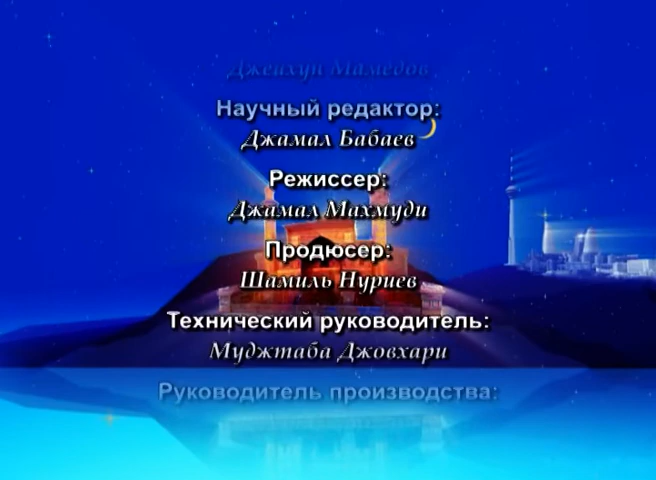 Джейхун Мамедов
Научный редактор:
Джамал Бабаев
Режиссер:
Джамал Махмуди
Продюсер:
Шамиль Нуриев
Технический руководитель:
Муджтаба Джовхари
Руководитель производства: